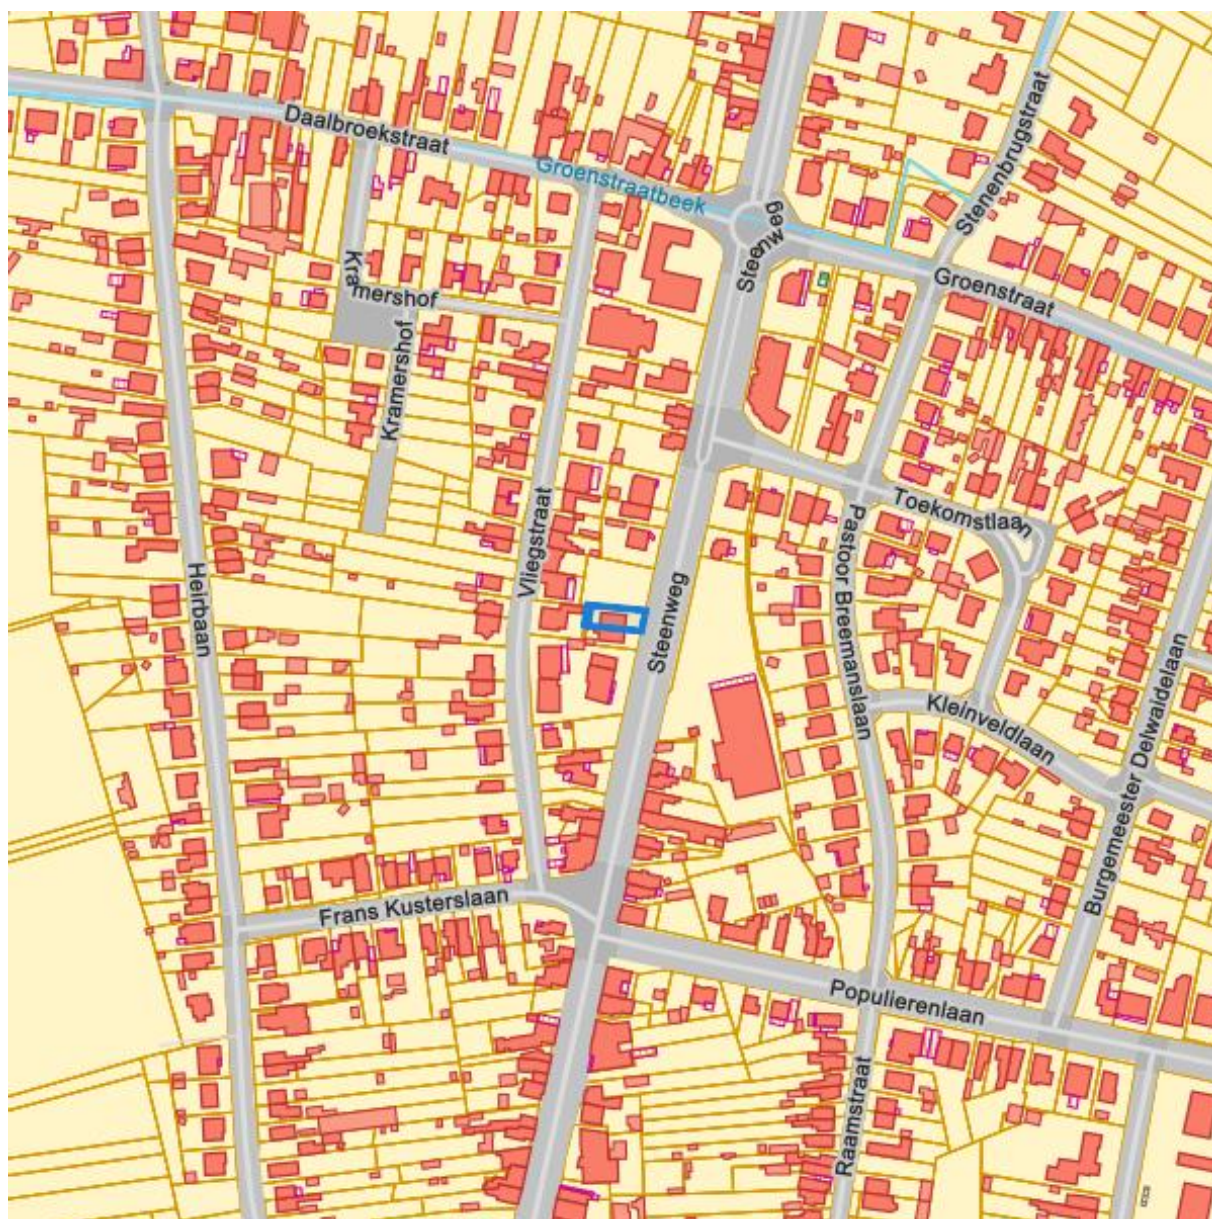 Daalbroekstraat
Groenstraatbeek
Steenweg
Stenenbrugstraat
Groenstraat
Kra
mershof
Kramershof
Vliegstraat
Heirbaan
Steenweg
Toekomstlaan
Pastoor Breemanslaan
Kleinveldlaan
Burgemeester Delwaidelaan
Frans Kusterslaan
Populierenlaan
Raamstraat